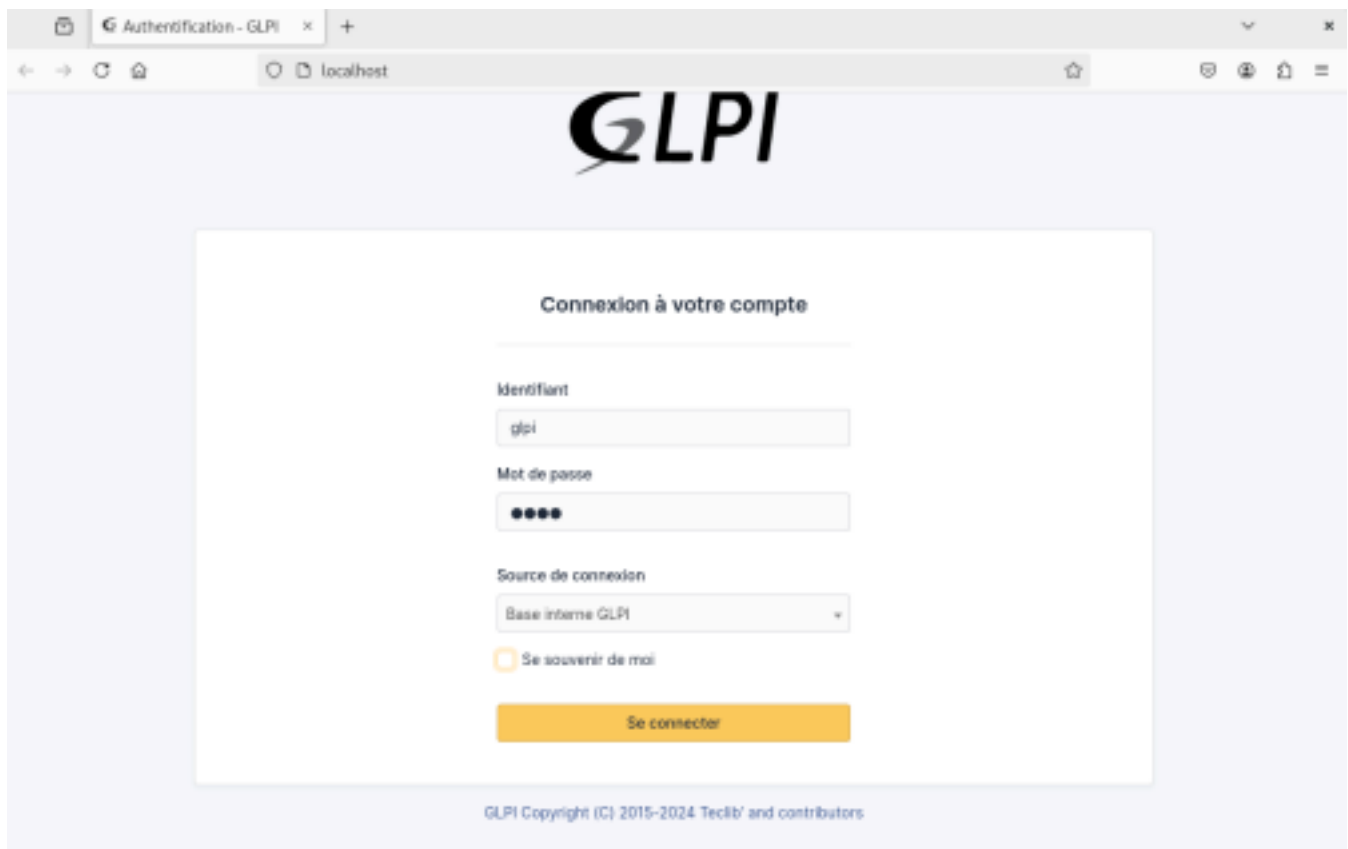 Authentification - GLPI
localhost
GLPI
Connexion à votre compte
Identifiant
glpi
Mot de passe
Source de connexion
Base interne GLPI
Se souvenir de moi
Se connecter
GLPI Copyright (C) 2015-2024 Teclib' and contributors